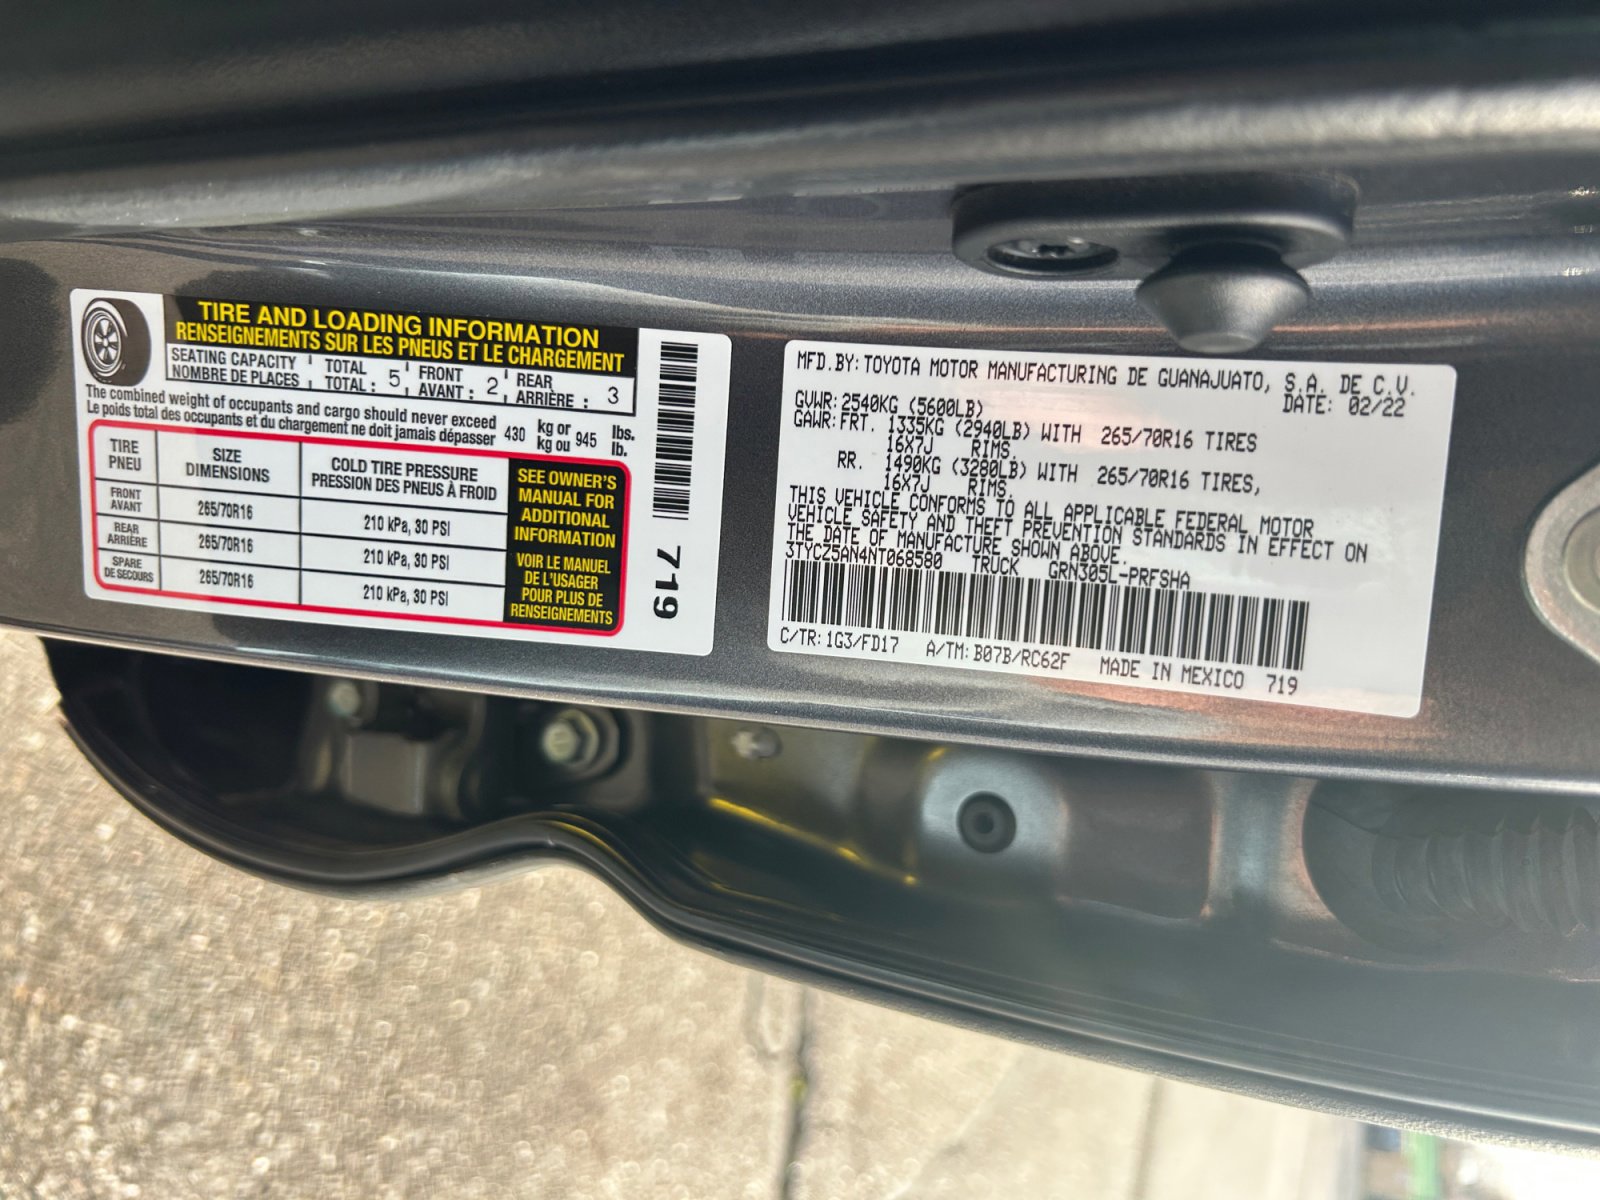 TIRE AND LOADING INFORMATION
RENSEIGNEMENTS SUR LES PNEUS ET LE CHARGEMENT
SEATING CAPACITY TOTAL FRONT REAR
NOMBRE DE PLACES TOTAL : 5 AVANT : 2 ARRIÈRE : 3
The combined weight of occupants and cargo should never exceed 430 kg or 945 lbs.
Le poids total des occupants et du chargement ne doit jamais dépasser kg ou lb.
TIRE SIZE COLD TIRE PRESSURE
PNEU DIMENSIONS PRESSION DES PNEUS À FROID
FRONT
AVANT 265/70R16 210 kPa, 30 PSI
REAR
ARRIÈRE 265/70R16 210 kPa, 30 PSI
SPARE
DE SECOURS 265/70R16 210 kPa, 30 PSI
SEE OWNER'S
MANUAL FOR
ADDITIONAL
INFORMATION
VOIR LE MANUEL
DE L'USAGER
POUR PLUS DE
RENSEIGNEMENTS
719
MFD.BY:TOYOTA MOTOR MANUFACTURING DE GUANAJUATO, S.A. DE C.V.
GVWR:2540KG (5600LB) DATE: 02/22
GAWR:FRT. 1335KG (2940LB) WITH 265/70R16 TIRES
16X7J RIMS.
RR. 1490KG (3280LB) WITH 265/70R16 TIRES,
16X7J RIMS.
THIS VEHICLE CONFORMS TO ALL APPLICABLE FEDERAL MOTOR
VEHICLE SAFETY AND THEFT PREVENTION STANDARDS IN EFFECT ON
THE DATE OF MANUFACTURE SHOWN ABOVE.
3TYCZ5AN4NT068580 TRUCK GRN305L-PRFSHA
C/TR:1G3/FD17 A/TM:B07B/RC62F MADE IN MEXICO 719